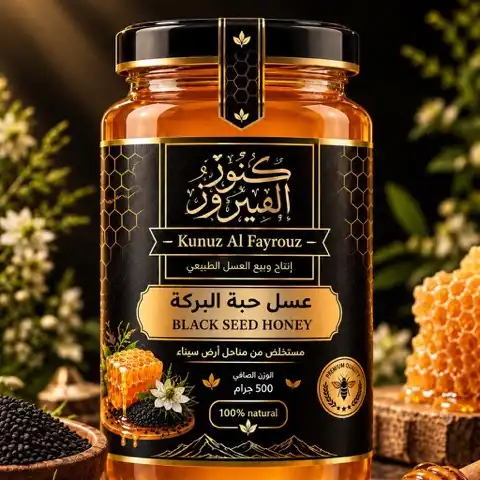 كنوز
الفيروز
Kunuz Al Fayrouz
إنتاج وبيع العسل الطبيعي
عسل حبة البركة
BLACK SEED HONEY
مستخلص من مناحل أرض سيناء
الوزن الصافي
500 جرام
100% natural
PREMIUM QUALITY